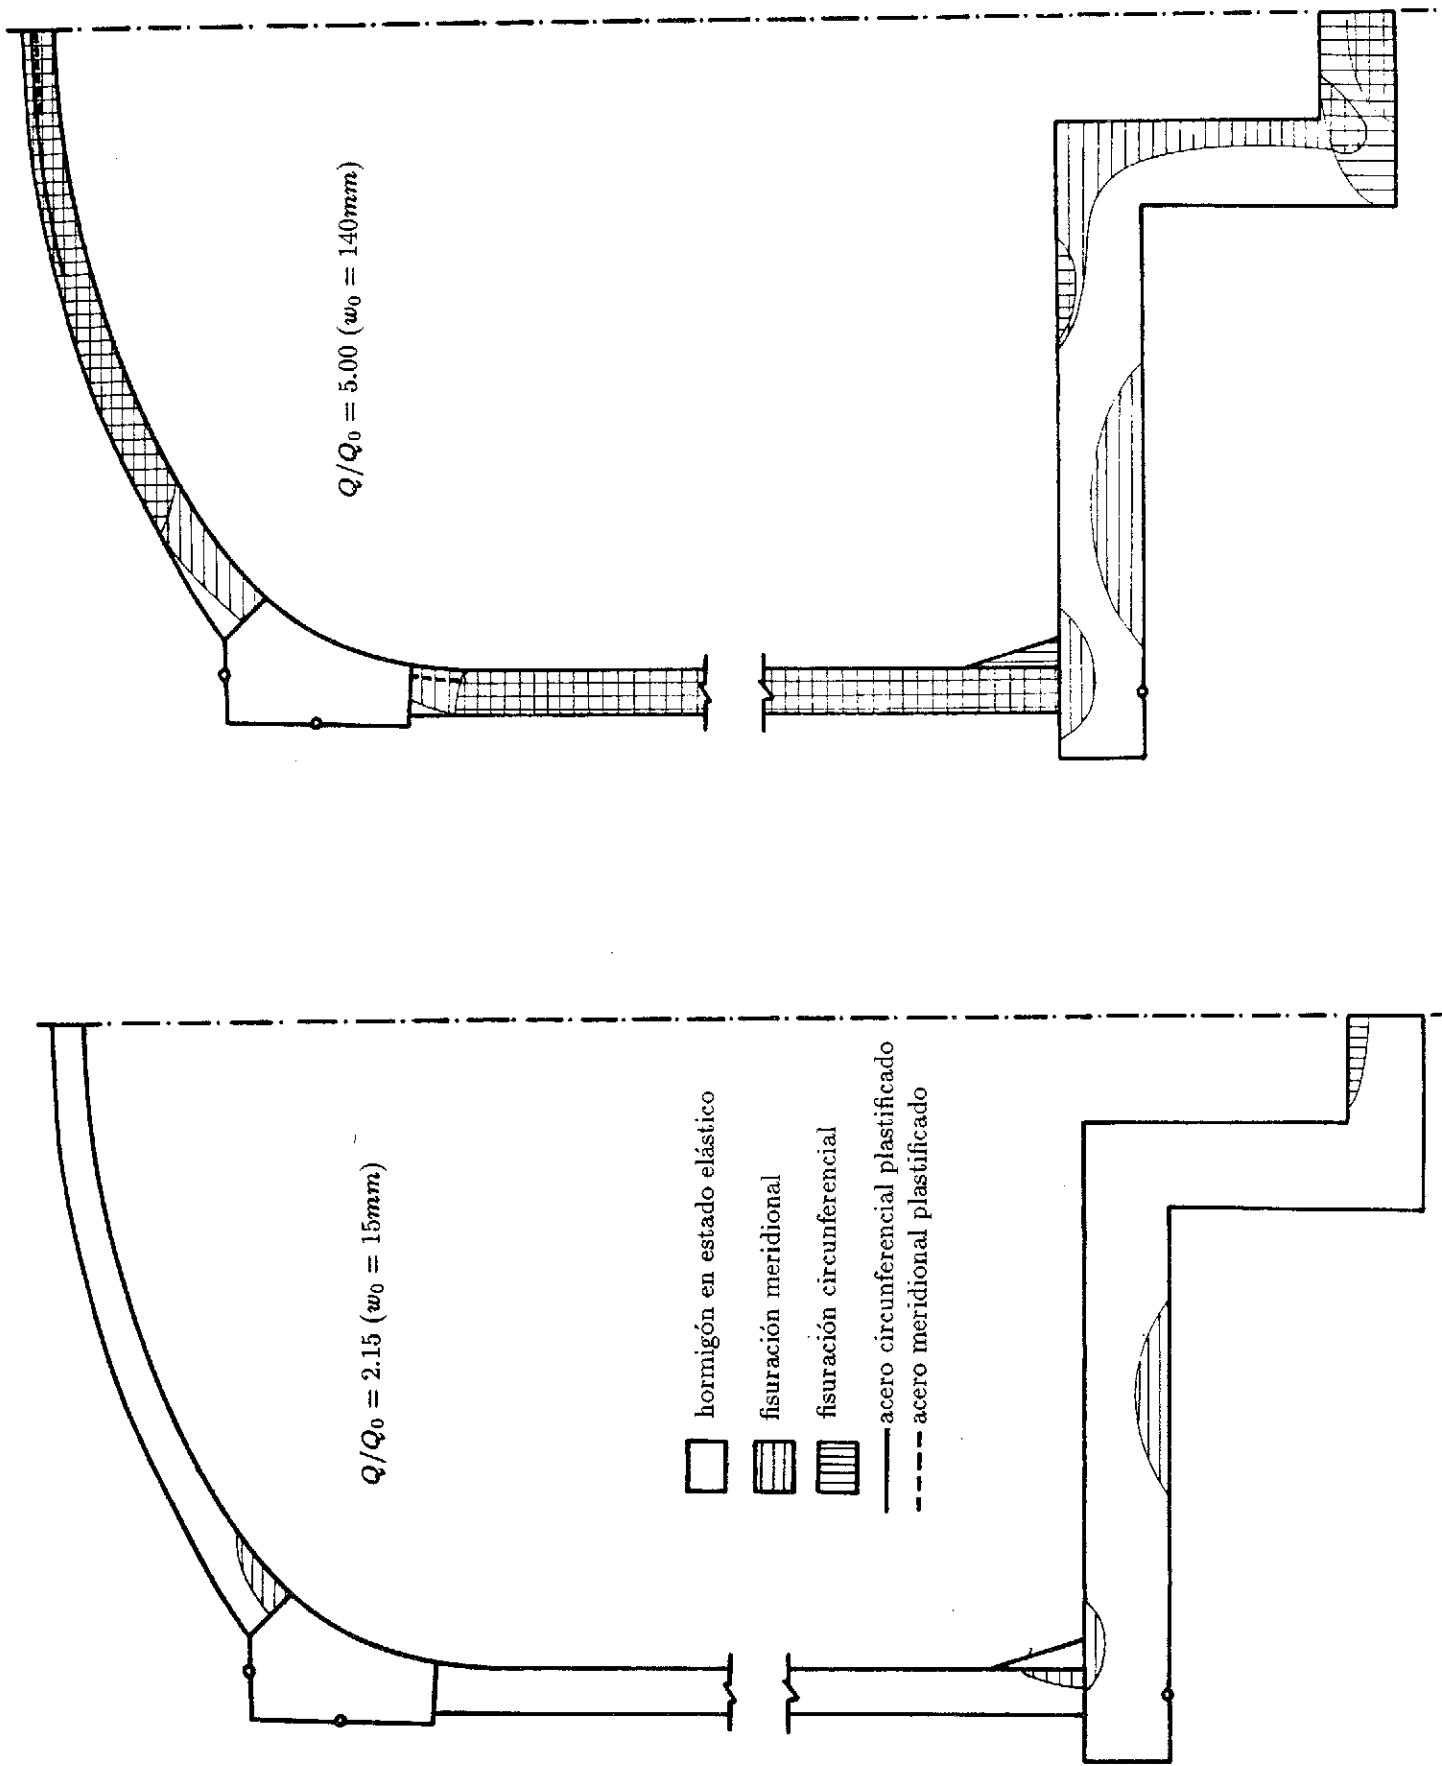 Q/Q₀ = 5.00 (w₀ = 140mm)
Q/Q₀ = 2.15 (w₀ = 15mm)
hormigón en estado elástico
fisuración meridional
fisuración circunferencial
acero circunferencial plastificado
acero meridional plastificado